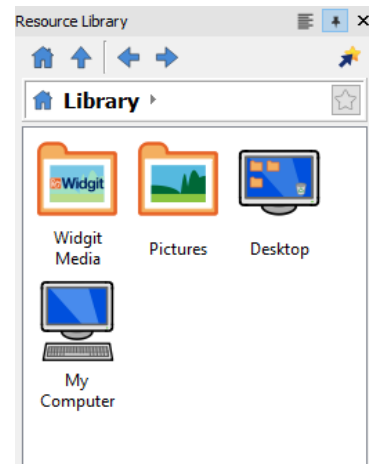 Resource Library
Library
Widgit
Widgit
Media
Pictures
Desktop
My
Computer